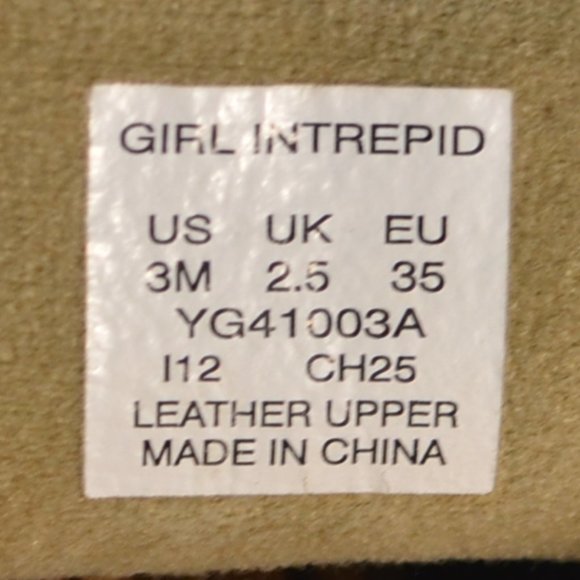 GIRL INTREPID
US UK EU
3M 2.5 35
YG41003A
I12 CH25
LEATHER UPPER
MADE IN CHINA